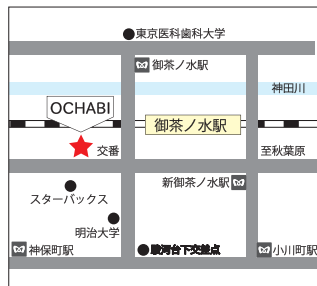 東京医科歯科大学
御茶ノ水駅
神田川
OCHABI
御茶ノ水駅
交番
至秋葉原
新御茶ノ水駅
スターバックス
明治大学
神保町駅
駿河台下交差点
小川町駅